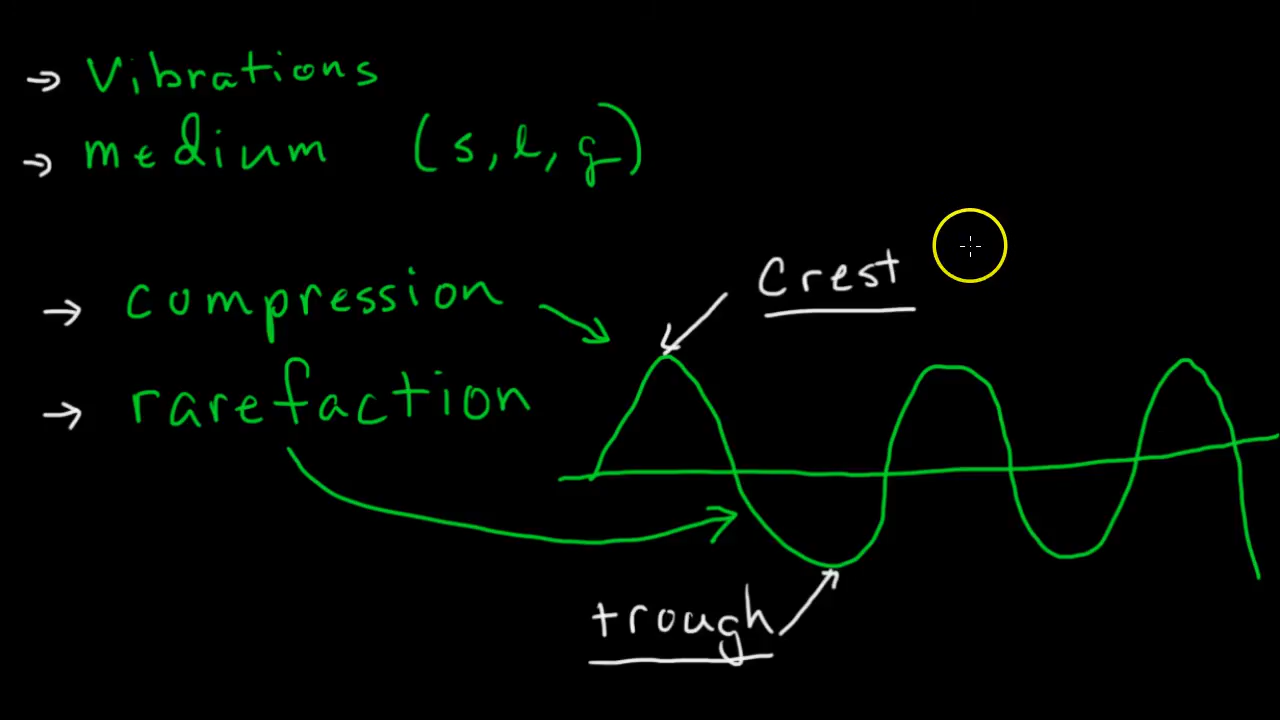 → Vibrations
→ medium (s, l, g)
→ compression
→ rarefaction
Crest
trough